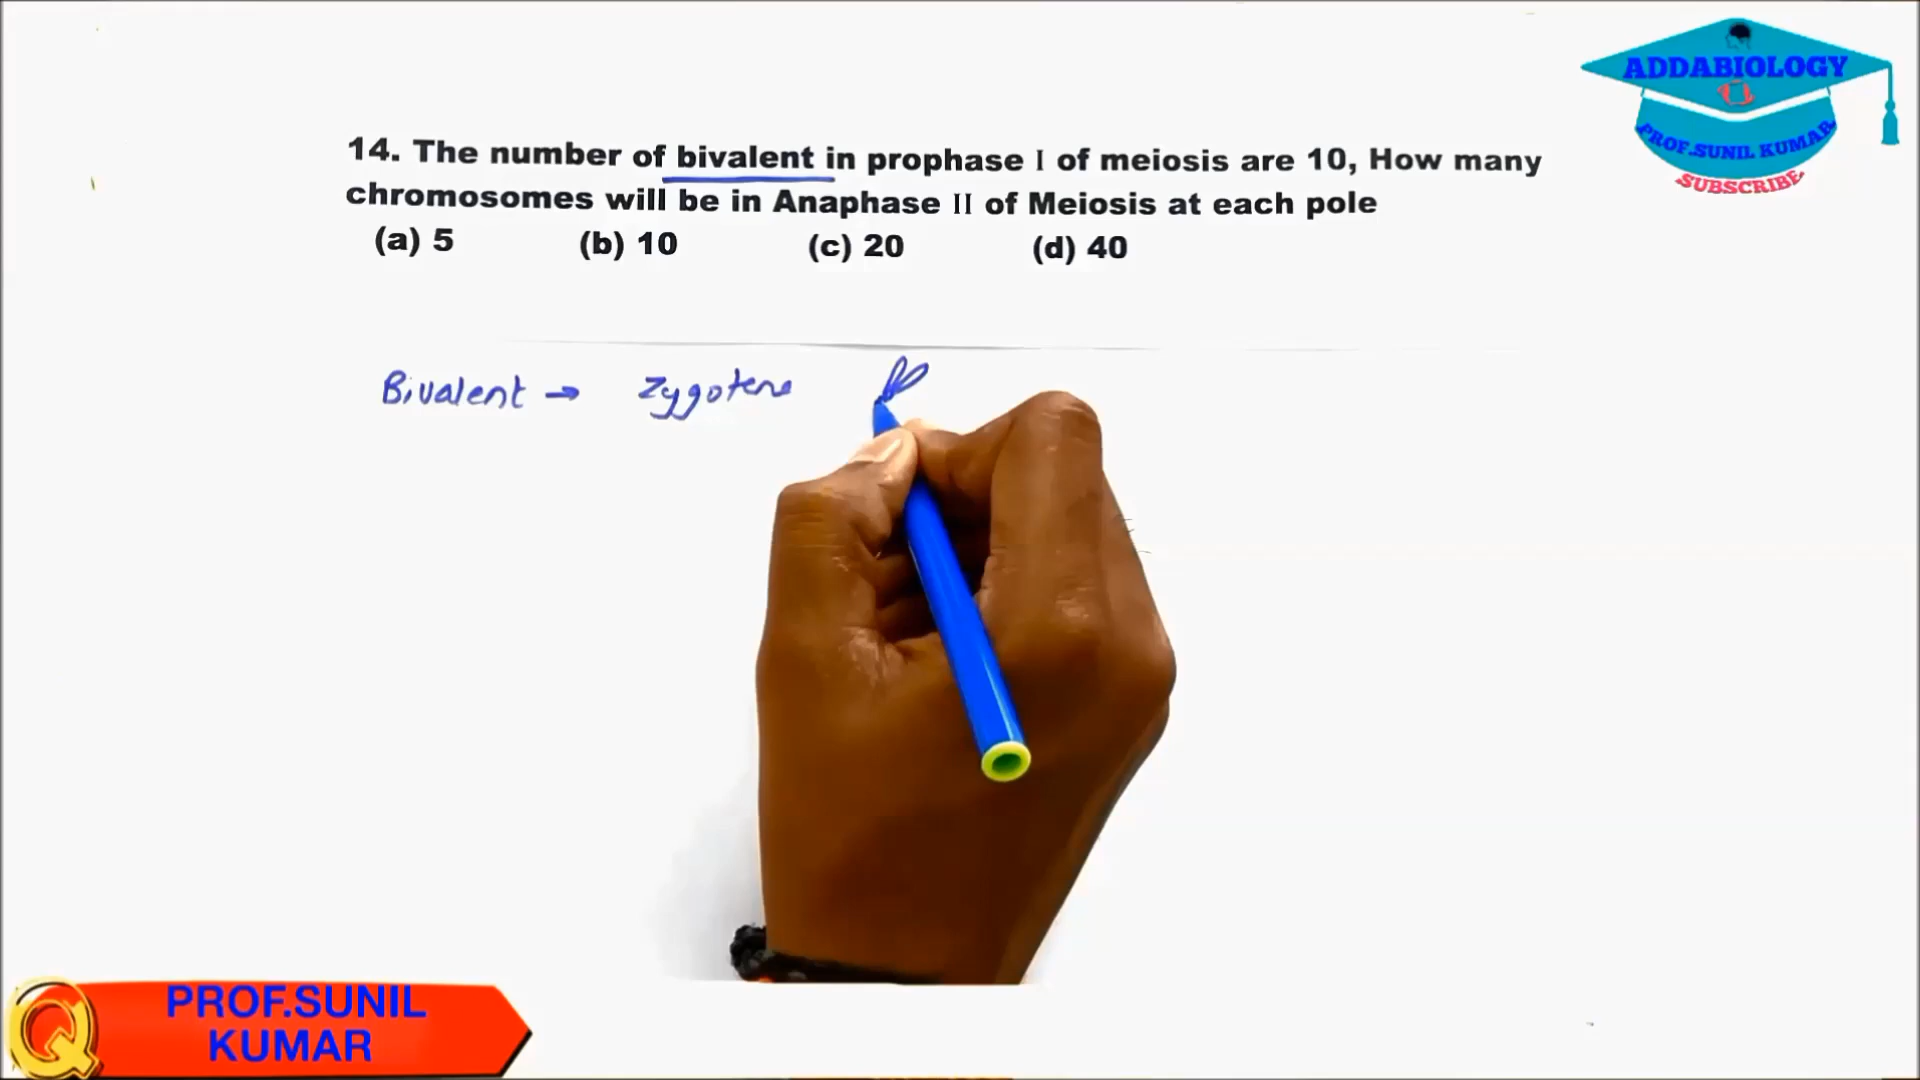 ADDABIOLOGY
PROF.SUNIL KUMAR
SUBSCRIBE
14. The number of bivalent in prophase I of meiosis are 10, How many
chromosomes will be in Anaphase II of Meiosis at each pole
(a) 5 (b) 10 (c) 20 (d) 40
Bivalent → Zygotene
PROF.SUNIL
KUMAR